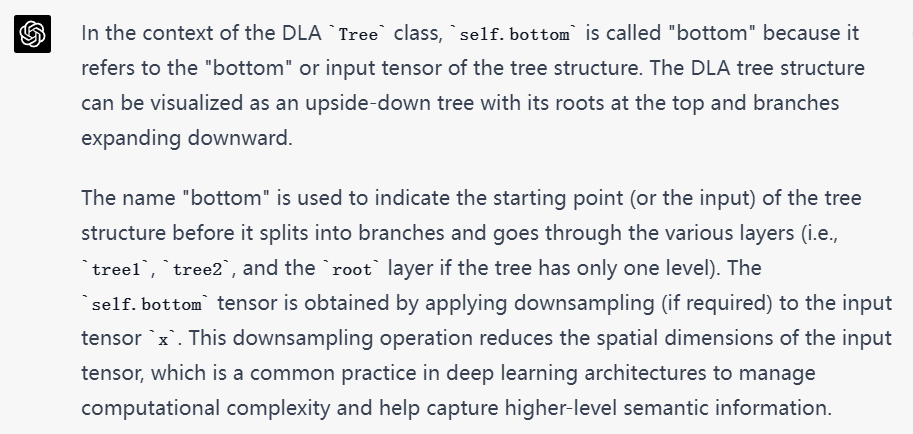 In the context of the DLA `Tree` class, `self.bottom` is called "bottom" because it
refers to the "bottom" or input tensor of the tree structure. The DLA tree structure
can be visualized as an upside-down tree with its roots at the top and branches
expanding downward.
The name "bottom" is used to indicate the starting point (or the input) of the tree
structure before it splits into branches and goes through the various layers (i.e.,
`tree1`, `tree2`, and the `root` layer if the tree has only one level). The
`self.bottom` tensor is obtained by applying downsampling (if required) to the input
tensor `x`. This downsampling operation reduces the spatial dimensions of the input
tensor, which is a common practice in deep learning architectures to manage
computational complexity and help capture higher-level semantic information.